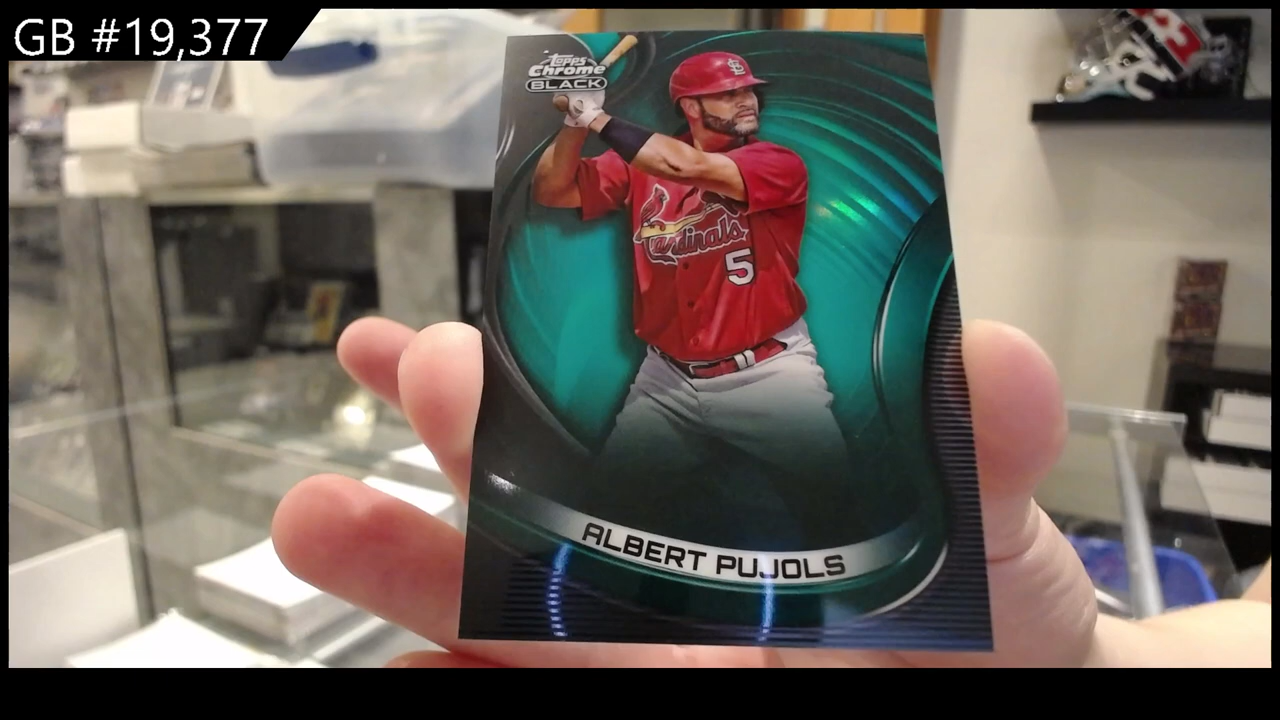 GB #19,377
Topps
Chrome
BLACK
Cardinals
5
ALBERT PUJOLS